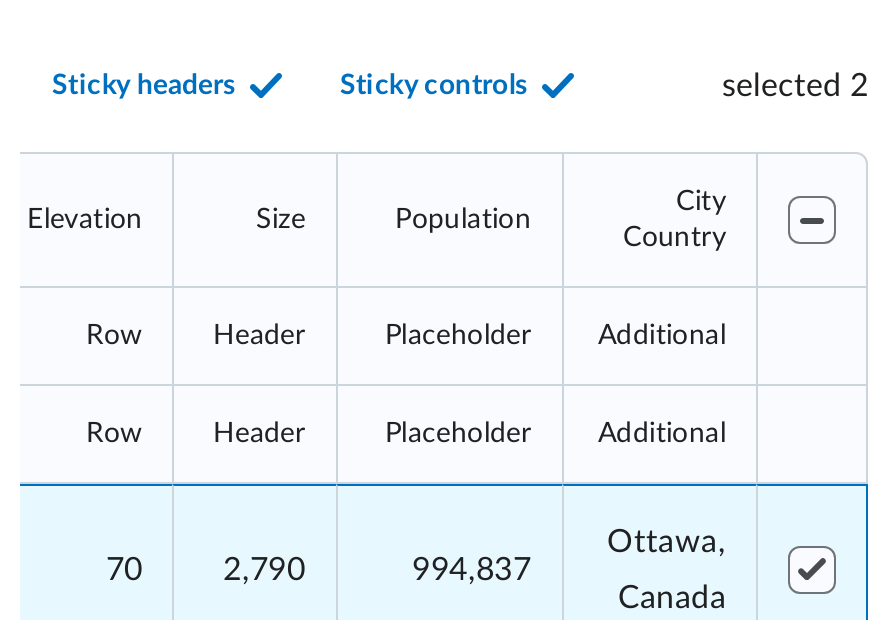 Sticky headers Sticky controls selected 2
Elevation Size Population City
Country
Row Header Placeholder Additional
Row Header Placeholder Additional
70 2,790 994,837 Ottawa,
Canada